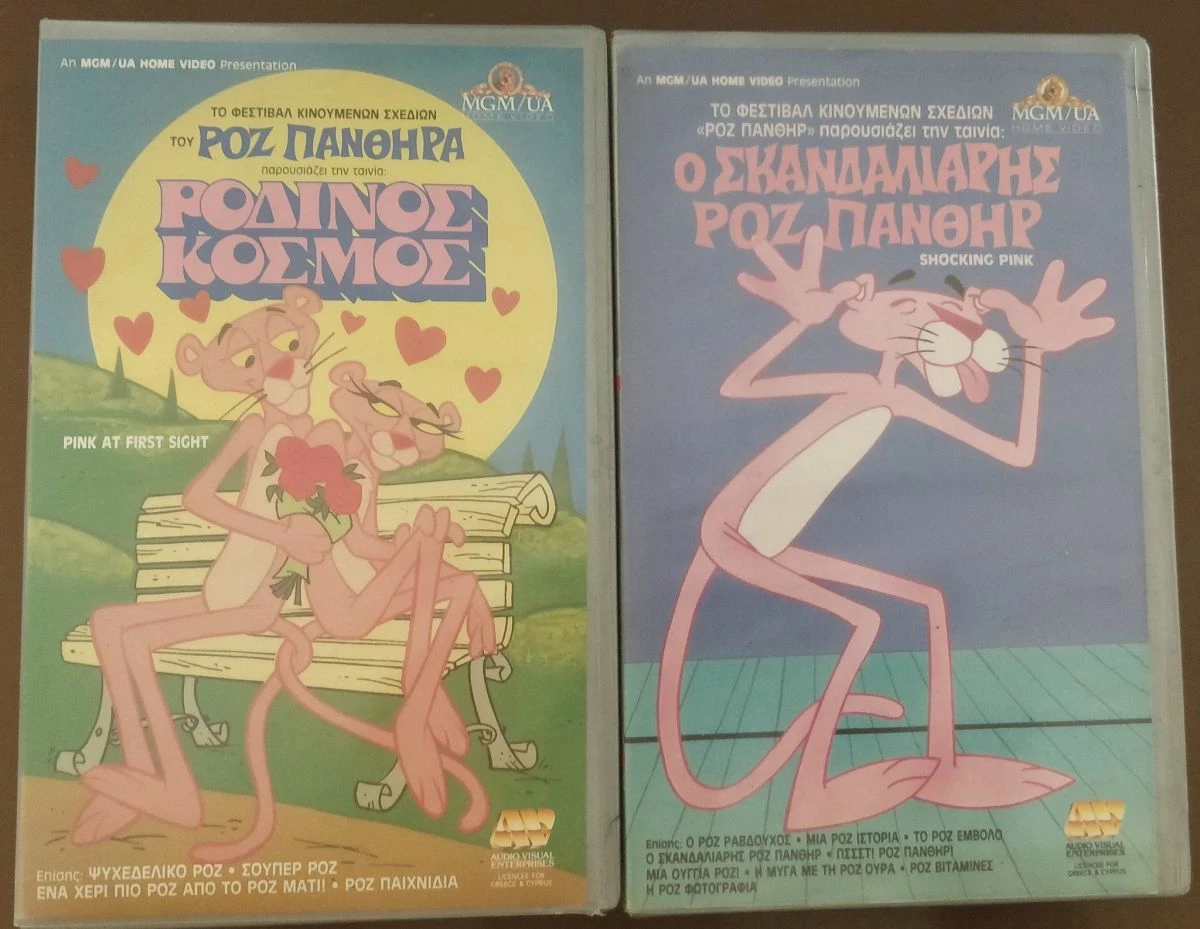 An MGM/UA HOME VIDEO Presentation
MGM/UA
HOME VIDEO
ΤΟ ΦΕΣΤΙΒΑΛ ΚΙΝΟΥΜΕΝΩΝ ΣΧΕΔΙΩΝ
ΤΟΥ ΡΟΖ ΠΑΝΘΗΡΑ
παρουσιάζει την ταινία:
ΡΟΔΙΝΟΣ
ΚΟΣΜΟΣ
PINK AT FIRST SIGHT
Επίσης: ΨΥΧΕΔΕΛΙΚΟ ΡΟΖ • ΣΟΥΠΕΡ ΡΟΖ
ΕΝΑ ΧΕΡΙ ΠΙΟ ΡΟΖ ΑΠΟ ΤΟ ΡΟΖ ΜΑΤΙ! • ΡΟΖ ΠΑΙΧΝΙΔΙΑ
AUDIO VISUAL
ENTERPRISES
LICENCEE FOR
GREECE & CYPRUS
An MGM/UA HOME VIDEO Presentation
MGM/UA
HOME VIDEO
ΤΟ ΦΕΣΤΙΒΑΛ ΚΙΝΟΥΜΕΝΩΝ ΣΧΕΔΙΩΝ
«ΡΟΖ ΠΑΝΘΗΡ» παρουσιάζει την ταινία:
Ο ΣΚΑΝΔΑΛΙΑΡΗΣ
ΡΟΖ ΠΑΝΘΗΡ
SHOCKING PINK
Επίσης: Ο ΡΟΖ ΡΑΒΔΟΥΧΟΣ • ΜΙΑ ΡΟΖ ΙΣΤΟΡΙΑ • ΤΟ ΡΟΖ ΕΜΒΟΛΟ
Ο ΣΚΑΝΔΑΛΙΑΡΗΣ ΡΟΖ ΠΑΝΘΗΡ • ΠΣΣΣΤ! ΡΟΖ ΠΑΝΘΗΡ!
ΜΙΑ ΟΥΓΓΙΑ ΡΟΖ! • Η ΜΥΓΑ ΜΕ ΤΗ ΡΟΖ ΟΥΡΑ • ΡΟΖ ΒΙΤΑΜΙΝΕΣ
Η ΡΟΖ ΦΩΤΟΓΡΑΦΙΑ
AUDIO VISUAL
ENTERPRISES
LICENCEE FOR
GREECE & CYPRUS